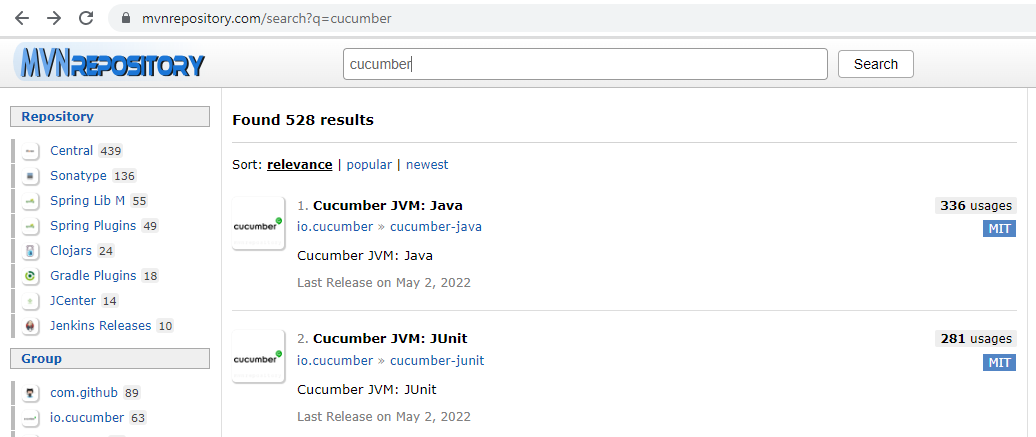 mvnrepository.com/search?q=cucumber
MVNREPOSITORY
cucumber
Search
Repository
Central 439
Sonatype 136
Spring Lib M 55
Spring Plugins 49
Clojars 24
Gradle Plugins 18
JCenter 14
Jenkins Releases 10
Group
com.github 89
io.cucumber 63
Found 528 results
Sort: relevance | popular | newest
cucumber
1. Cucumber JVM: Java
336 usages
io.cucumber » cucumber-java
MIT
Cucumber JVM: Java
Last Release on May 2, 2022
cucumber
2. Cucumber JVM: JUnit
281 usages
io.cucumber » cucumber-junit
MIT
Cucumber JVM: JUnit
Last Release on May 2, 2022